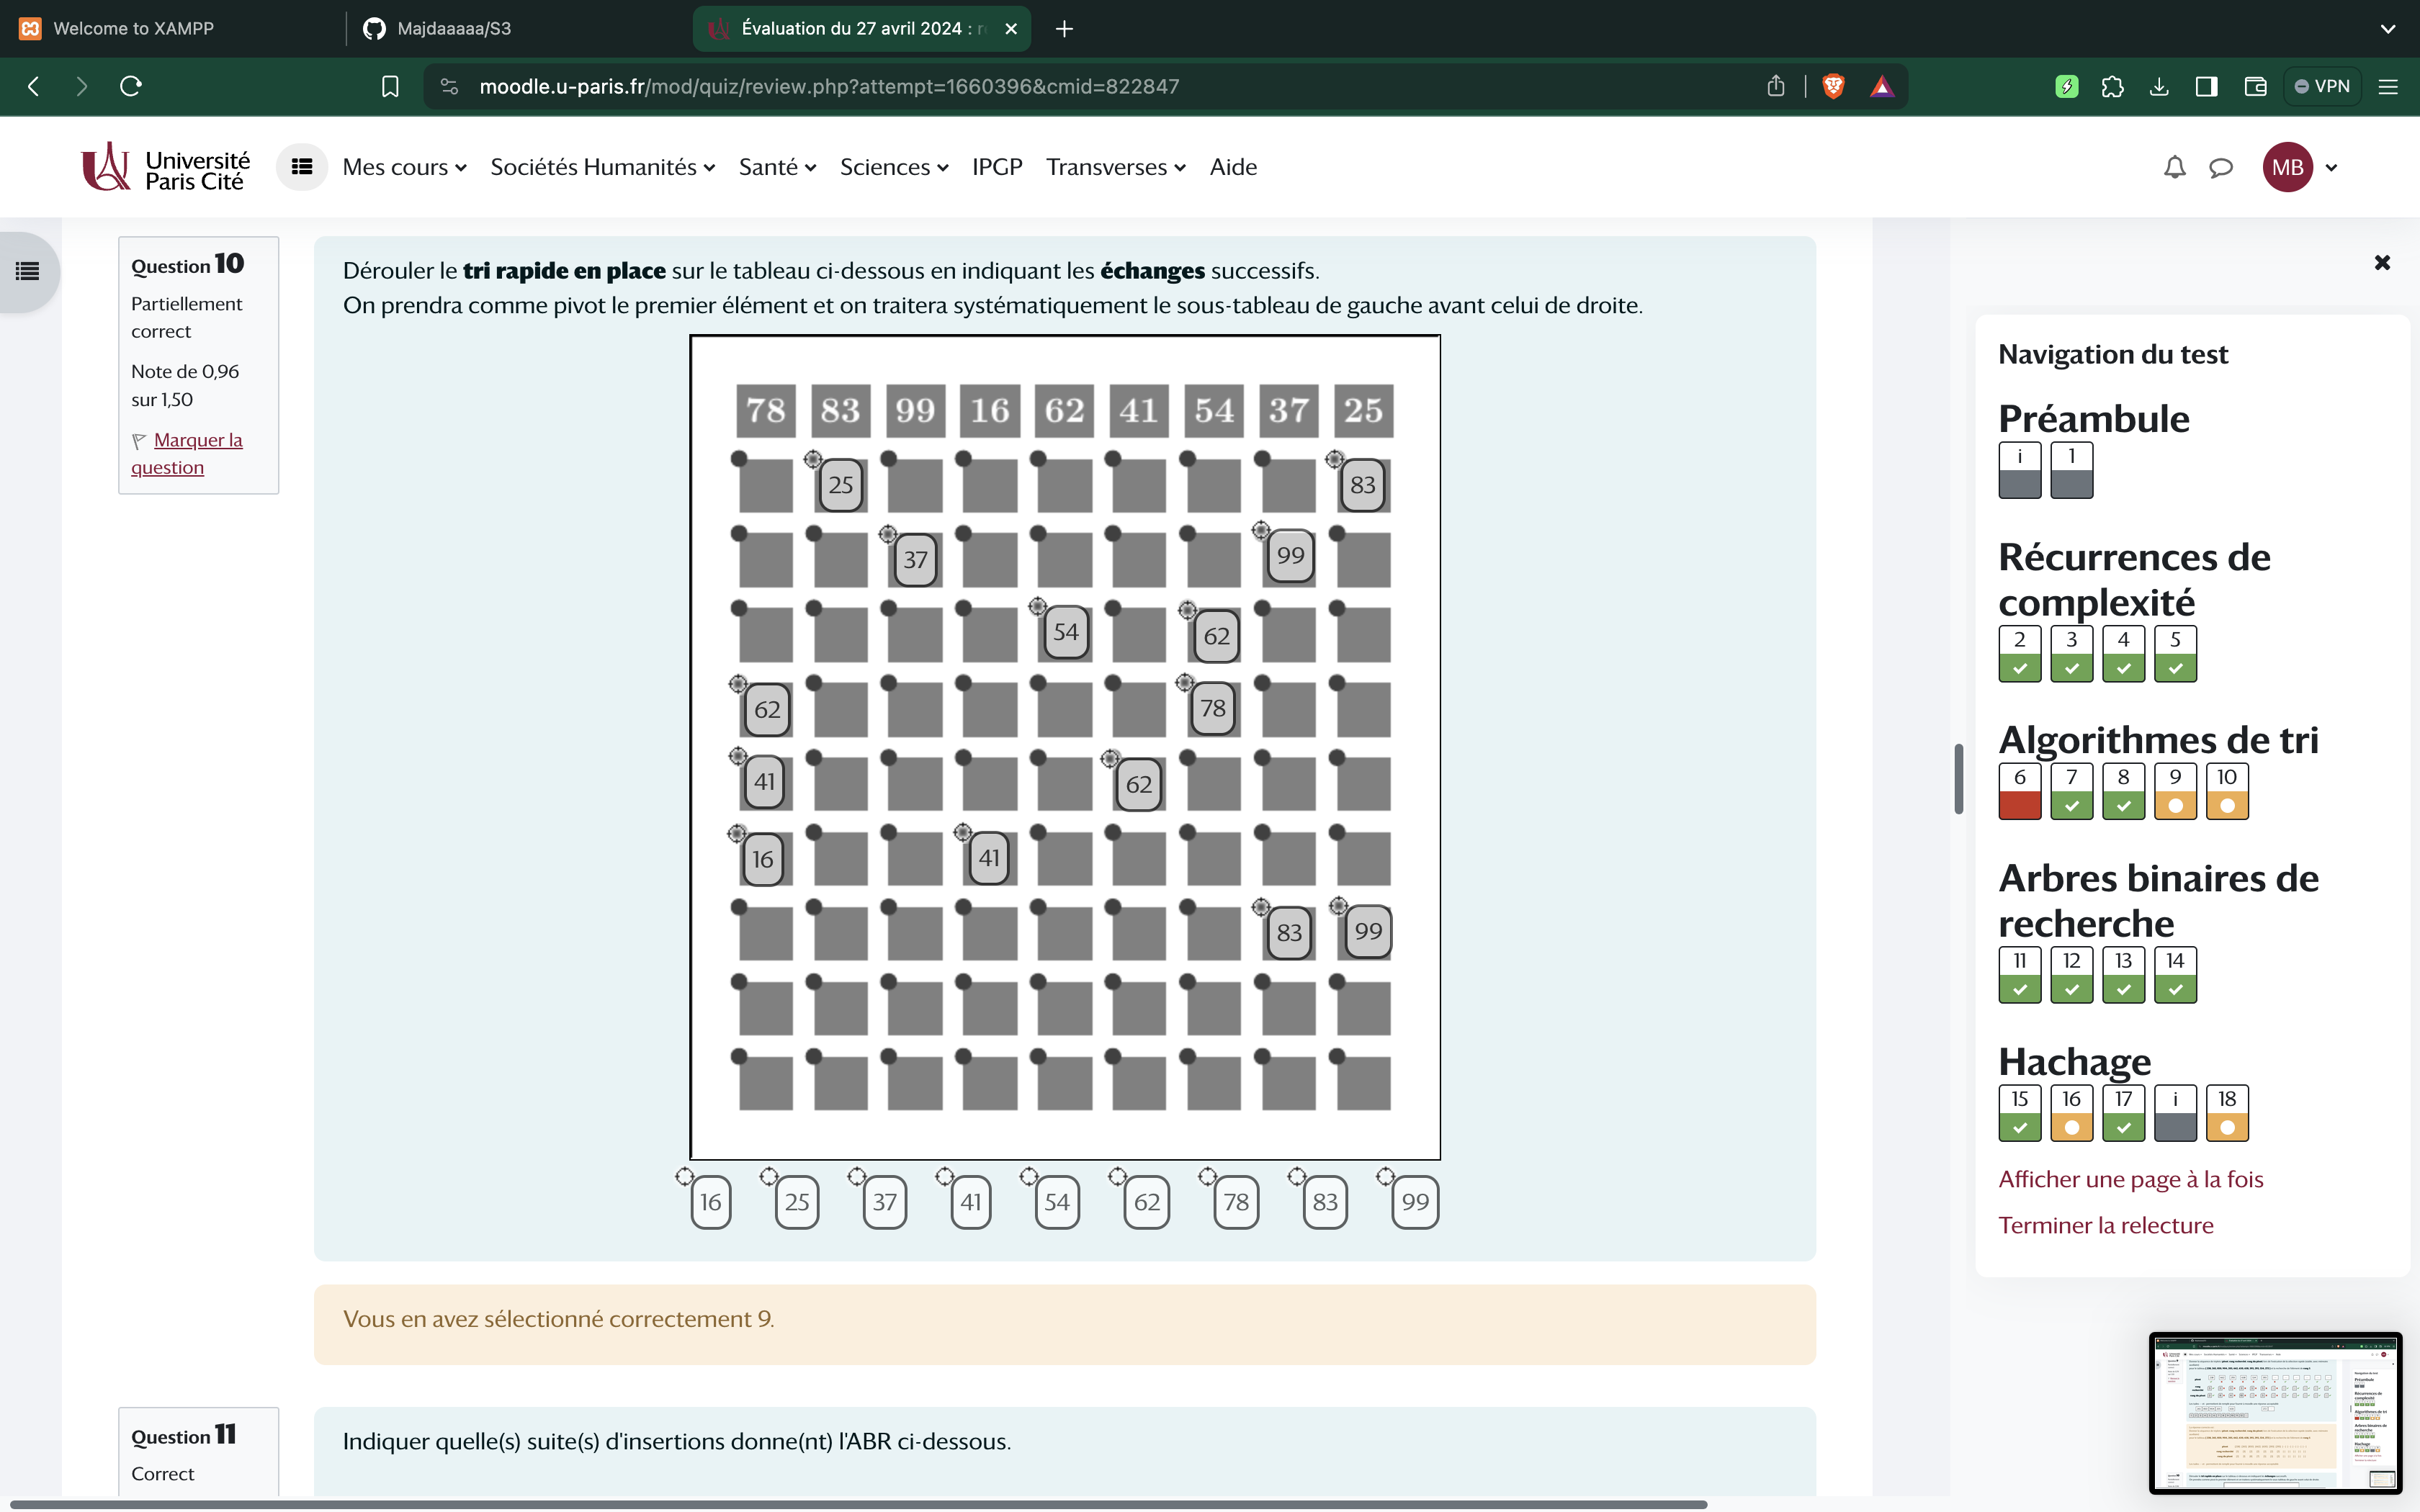 Welcome to XAMPP
Majdaaaaa/S3
Évaluation du 27 avril 2024 : r
moodle.u-paris.fr/mod/quiz/review.php?attempt=1660396&cmid=822847
VPN
Université
Paris Cité
Mes cours
Sociétés Humanités
Santé
Sciences
IPGP
Transverses
Aide
MB
Question 10
Partiellement
correct
Note de 0,96
sur 1,50
Marquer la
question
Dérouler le tri rapide en place sur le tableau ci-dessous en indiquant les échanges successifs.
On prendra comme pivot le premier élément et on traitera systématiquement le sous-tableau de gauche avant celui de droite.
78 83 99 16 62 41 54 37 25
25 83
37 99
54 62
62 78
41 62
16 41
83 99
16 25 37 41 54 62 78 83 99
Vous en avez sélectionné correctement 9.
Question 11
Correct
Indiquer quelle(s) suite(s) d'insertions donne(nt) l'ABR ci-dessous.
Navigation du test
Préambule
i 1
Récurrences de
complexité
2 3 4 5
Algorithmes de tri
6 7 8 9 10
Arbres binaires de
recherche
11 12 13 14
Hachage
15 16 17 i 18
Afficher une page à la fois
Terminer la relecture